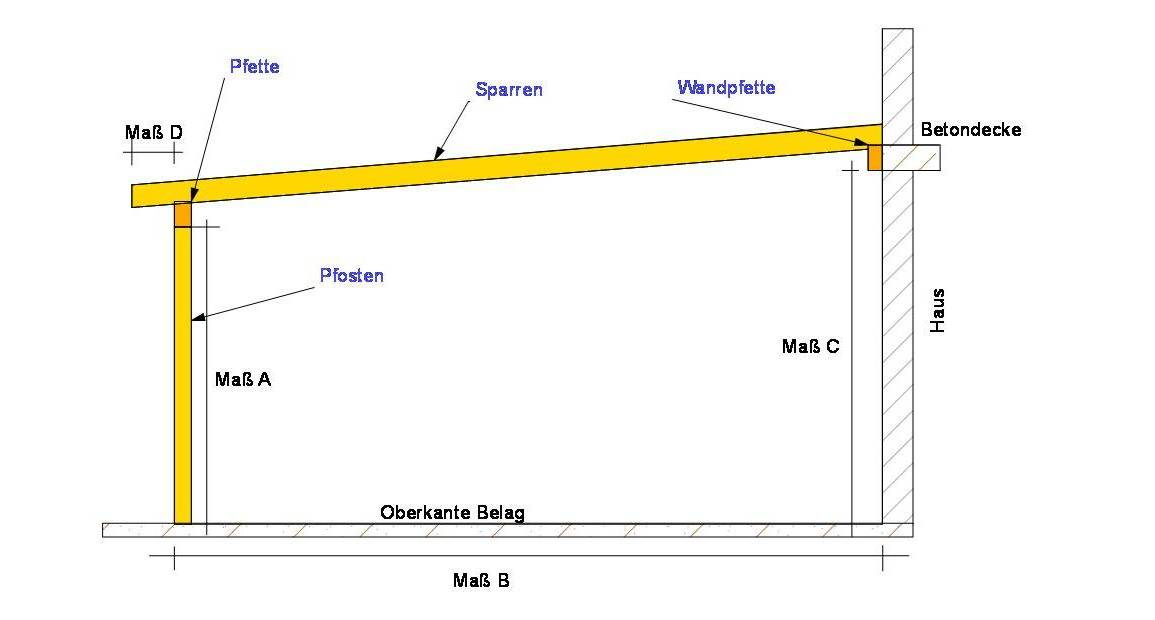 Pfette
Sparren
Wandpfette
Maß D
Betondecke
Pfosten
Haus
Maß C
Maß A
Oberkante Belag
Maß B